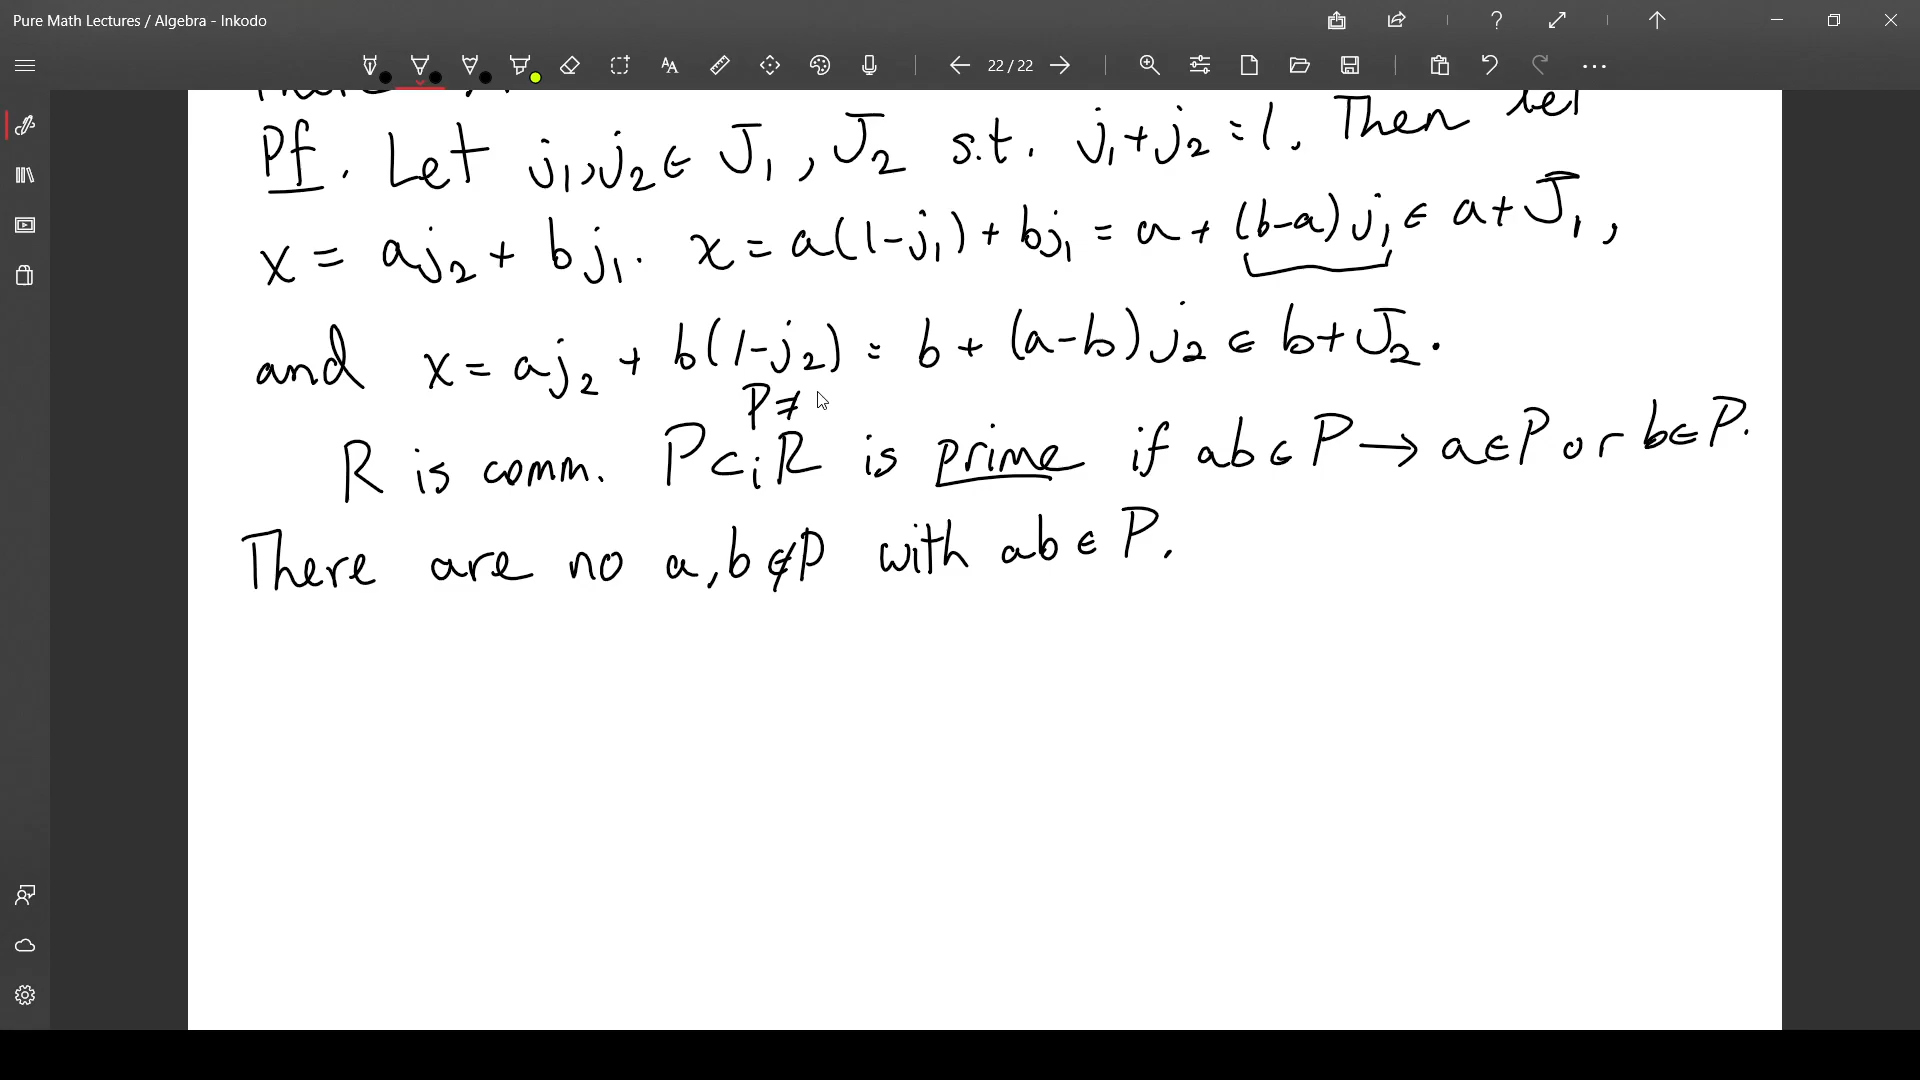 Pure Math Lectures / Algebra - Inkodo
22 / 22
Pf. Let j₁,j₂ ∈ J₁, J₂ s.t. j₁+j₂=1. Then let
x = aj₂ + bj₁. x = a(1-j₁) + bj₁ = a + (b-a)j₁ ∈ a+J₁,
and x = aj₂ + b(1-j₂) = b + (a-b)j₂ ∈ b+J₂.
P≠
R is comm. P⊂ᵢR is prime if ab∈P → a∈P or b∈P.
There are no a,b∉P with ab∈P.